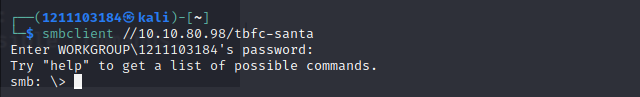 ┌──(1211103184㉿kali)-[~]
└─$ smbclient //10.10.80.98/tbfc-santa
Enter WORKGROUP\1211103184's password:
Try "help" to get a list of possible commands.
smb: \>